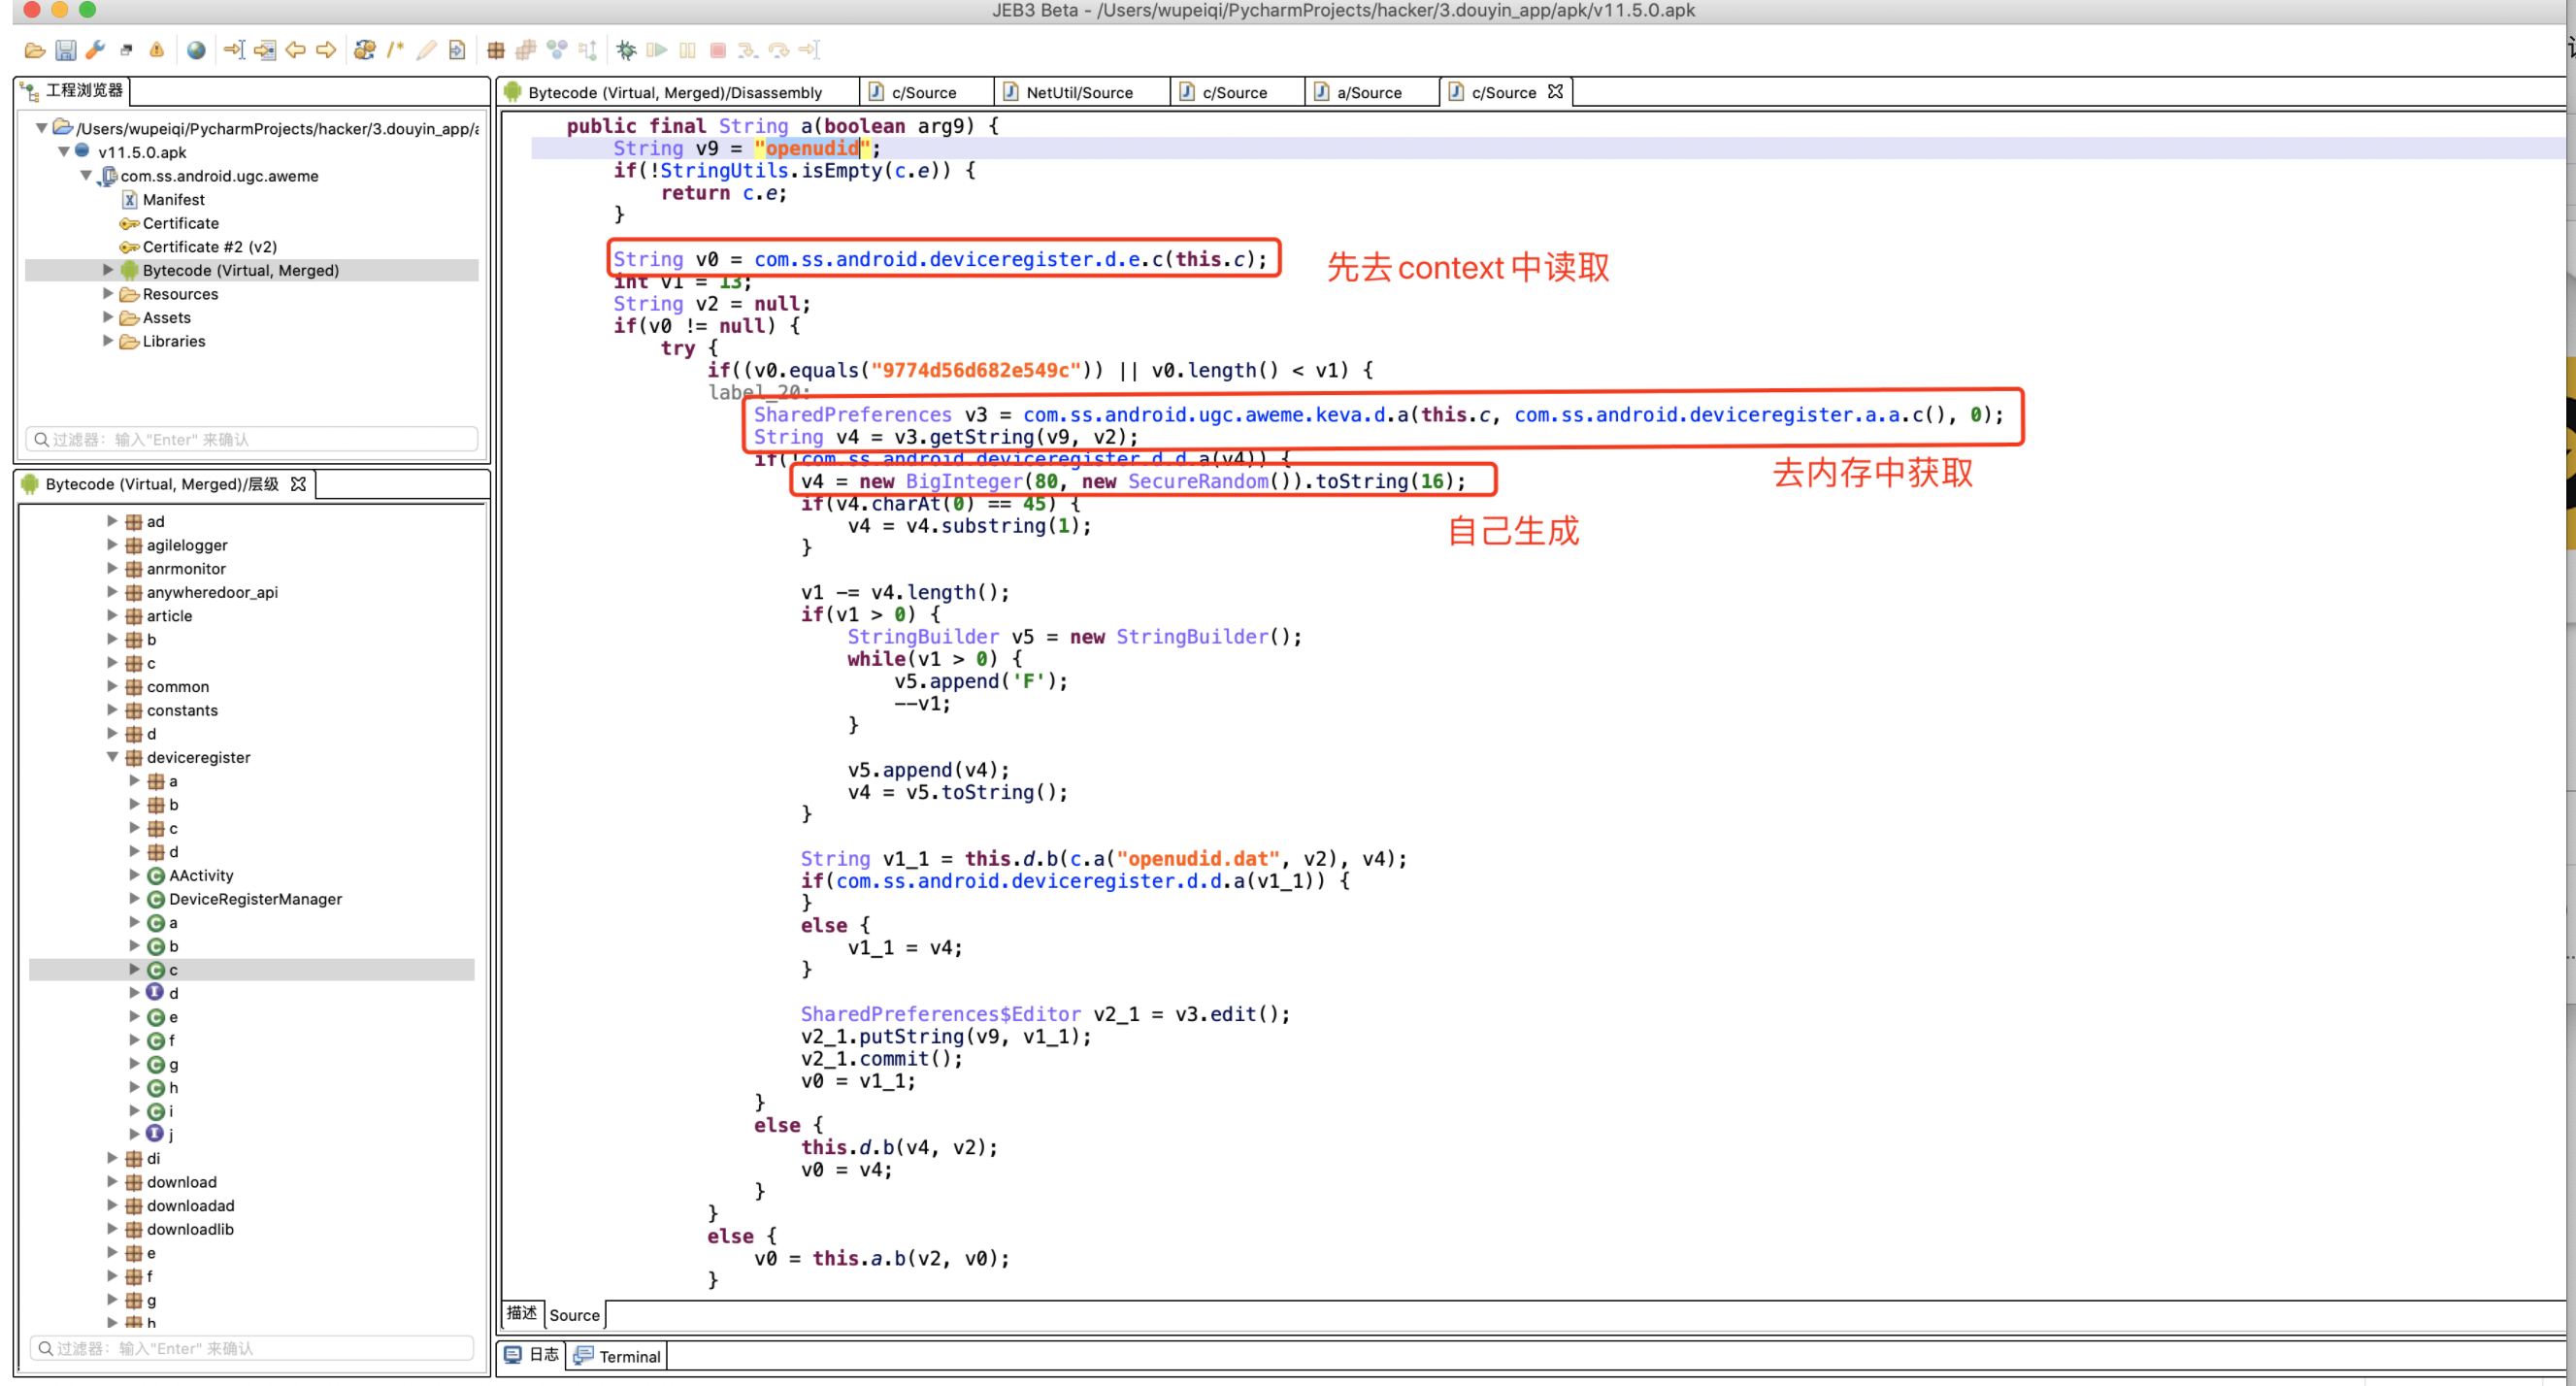 JEB3 Beta - /Users/wupeiqi/PycharmProjects/hacker/3.douyin_app/apk/v11.5.0.apk
工程浏览器
/Users/wupeiqi/PycharmProjects/hacker/3.douyin_app/a
v11.5.0.apk
com.ss.android.ugc.aweme
Manifest
Certificate
Certificate #2 (v2)
Bytecode (Virtual, Merged)
Resources
Assets
Libraries
过滤器: 输入"Enter" 来确认
Bytecode (Virtual, Merged)/层级
ad
agilelogger
anrmonitor
anywheredoor_api
article
b
c
common
constants
d
deviceregister
a
b
c
d
AActivity
DeviceRegisterManager
a
b
c
d
e
f
g
h
i
j
di
download
downloadad
downloadlib
e
f
g
h
过滤器: 输入"Enter" 来确认
Bytecode (Virtual, Merged)/Disassembly
c/Source
NetUtil/Source
c/Source
a/Source
c/Source
public final String a(boolean arg9) {
String v9 = "openudid";
if(!StringUtils.isEmpty(c.e)) {
return c.e;
}
String v0 = com.ss.android.deviceregister.d.e.c(this.c);
先去context中读取
int v1 = 13;
String v2 = null;
if(v0 != null) {
try {
if((v0.equals("9774d56d682e549c")) || v0.length() < v1) {
label_20:
SharedPreferences v3 = com.ss.android.ugc.aweme.keva.d.a(this.c, com.ss.android.deviceregister.a.a.c(), 0);
String v4 = v3.getString(v9, v2);
if(!com.ss.android.deviceregister.d.d.a(v4)) {
去内存中获取
v4 = new BigInteger(80, new SecureRandom()).toString(16);
if(v4.charAt(0) == 45) {
v4 = v4.substring(1);
自己生成
}
v1 -= v4.length();
if(v1 > 0) {
StringBuilder v5 = new StringBuilder();
while(v1 > 0) {
v5.append('F');
--v1;
}
v5.append(v4);
v4 = v5.toString();
}
String v1_1 = this.d.b(c.a("openudid.dat", v2), v4);
if(com.ss.android.deviceregister.d.d.a(v1_1)) {
}
else {
v1_1 = v4;
}
SharedPreferences$Editor v2_1 = v3.edit();
v2_1.putString(v9, v1_1);
v2_1.commit();
v0 = v1_1;
}
else {
this.d.b(v4, v2);
v0 = v4;
}
}
else {
v0 = this.a.b(v2, v0);
}
描述
Source
日志
Terminal